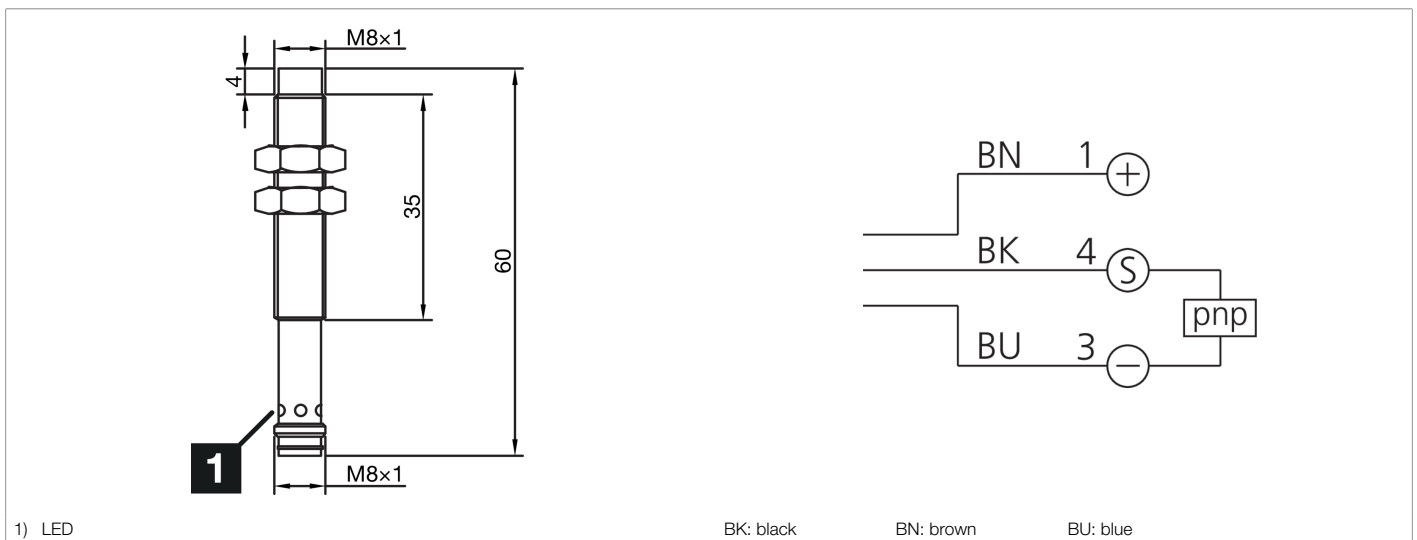 M8×1
4
35
60
1
M8×1
BN 1
+
BK 4
S
pnp
BU 3
−
1) LED
BK: black BN: brown BU: blue